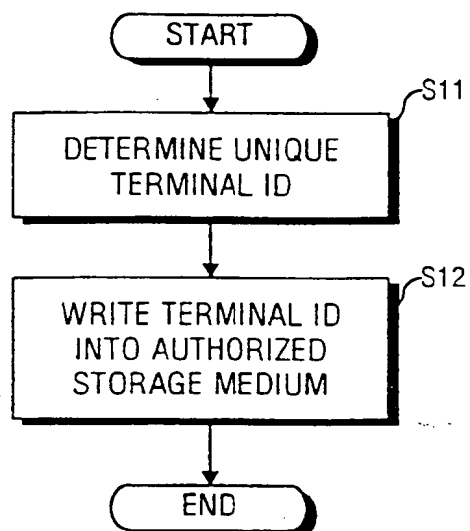 START
S11
DETERMINE UNIQUE
TERMINAL ID
S12
WRITE TERMINAL ID
INTO AUTHORIZED
STORAGE MEDIUM
END